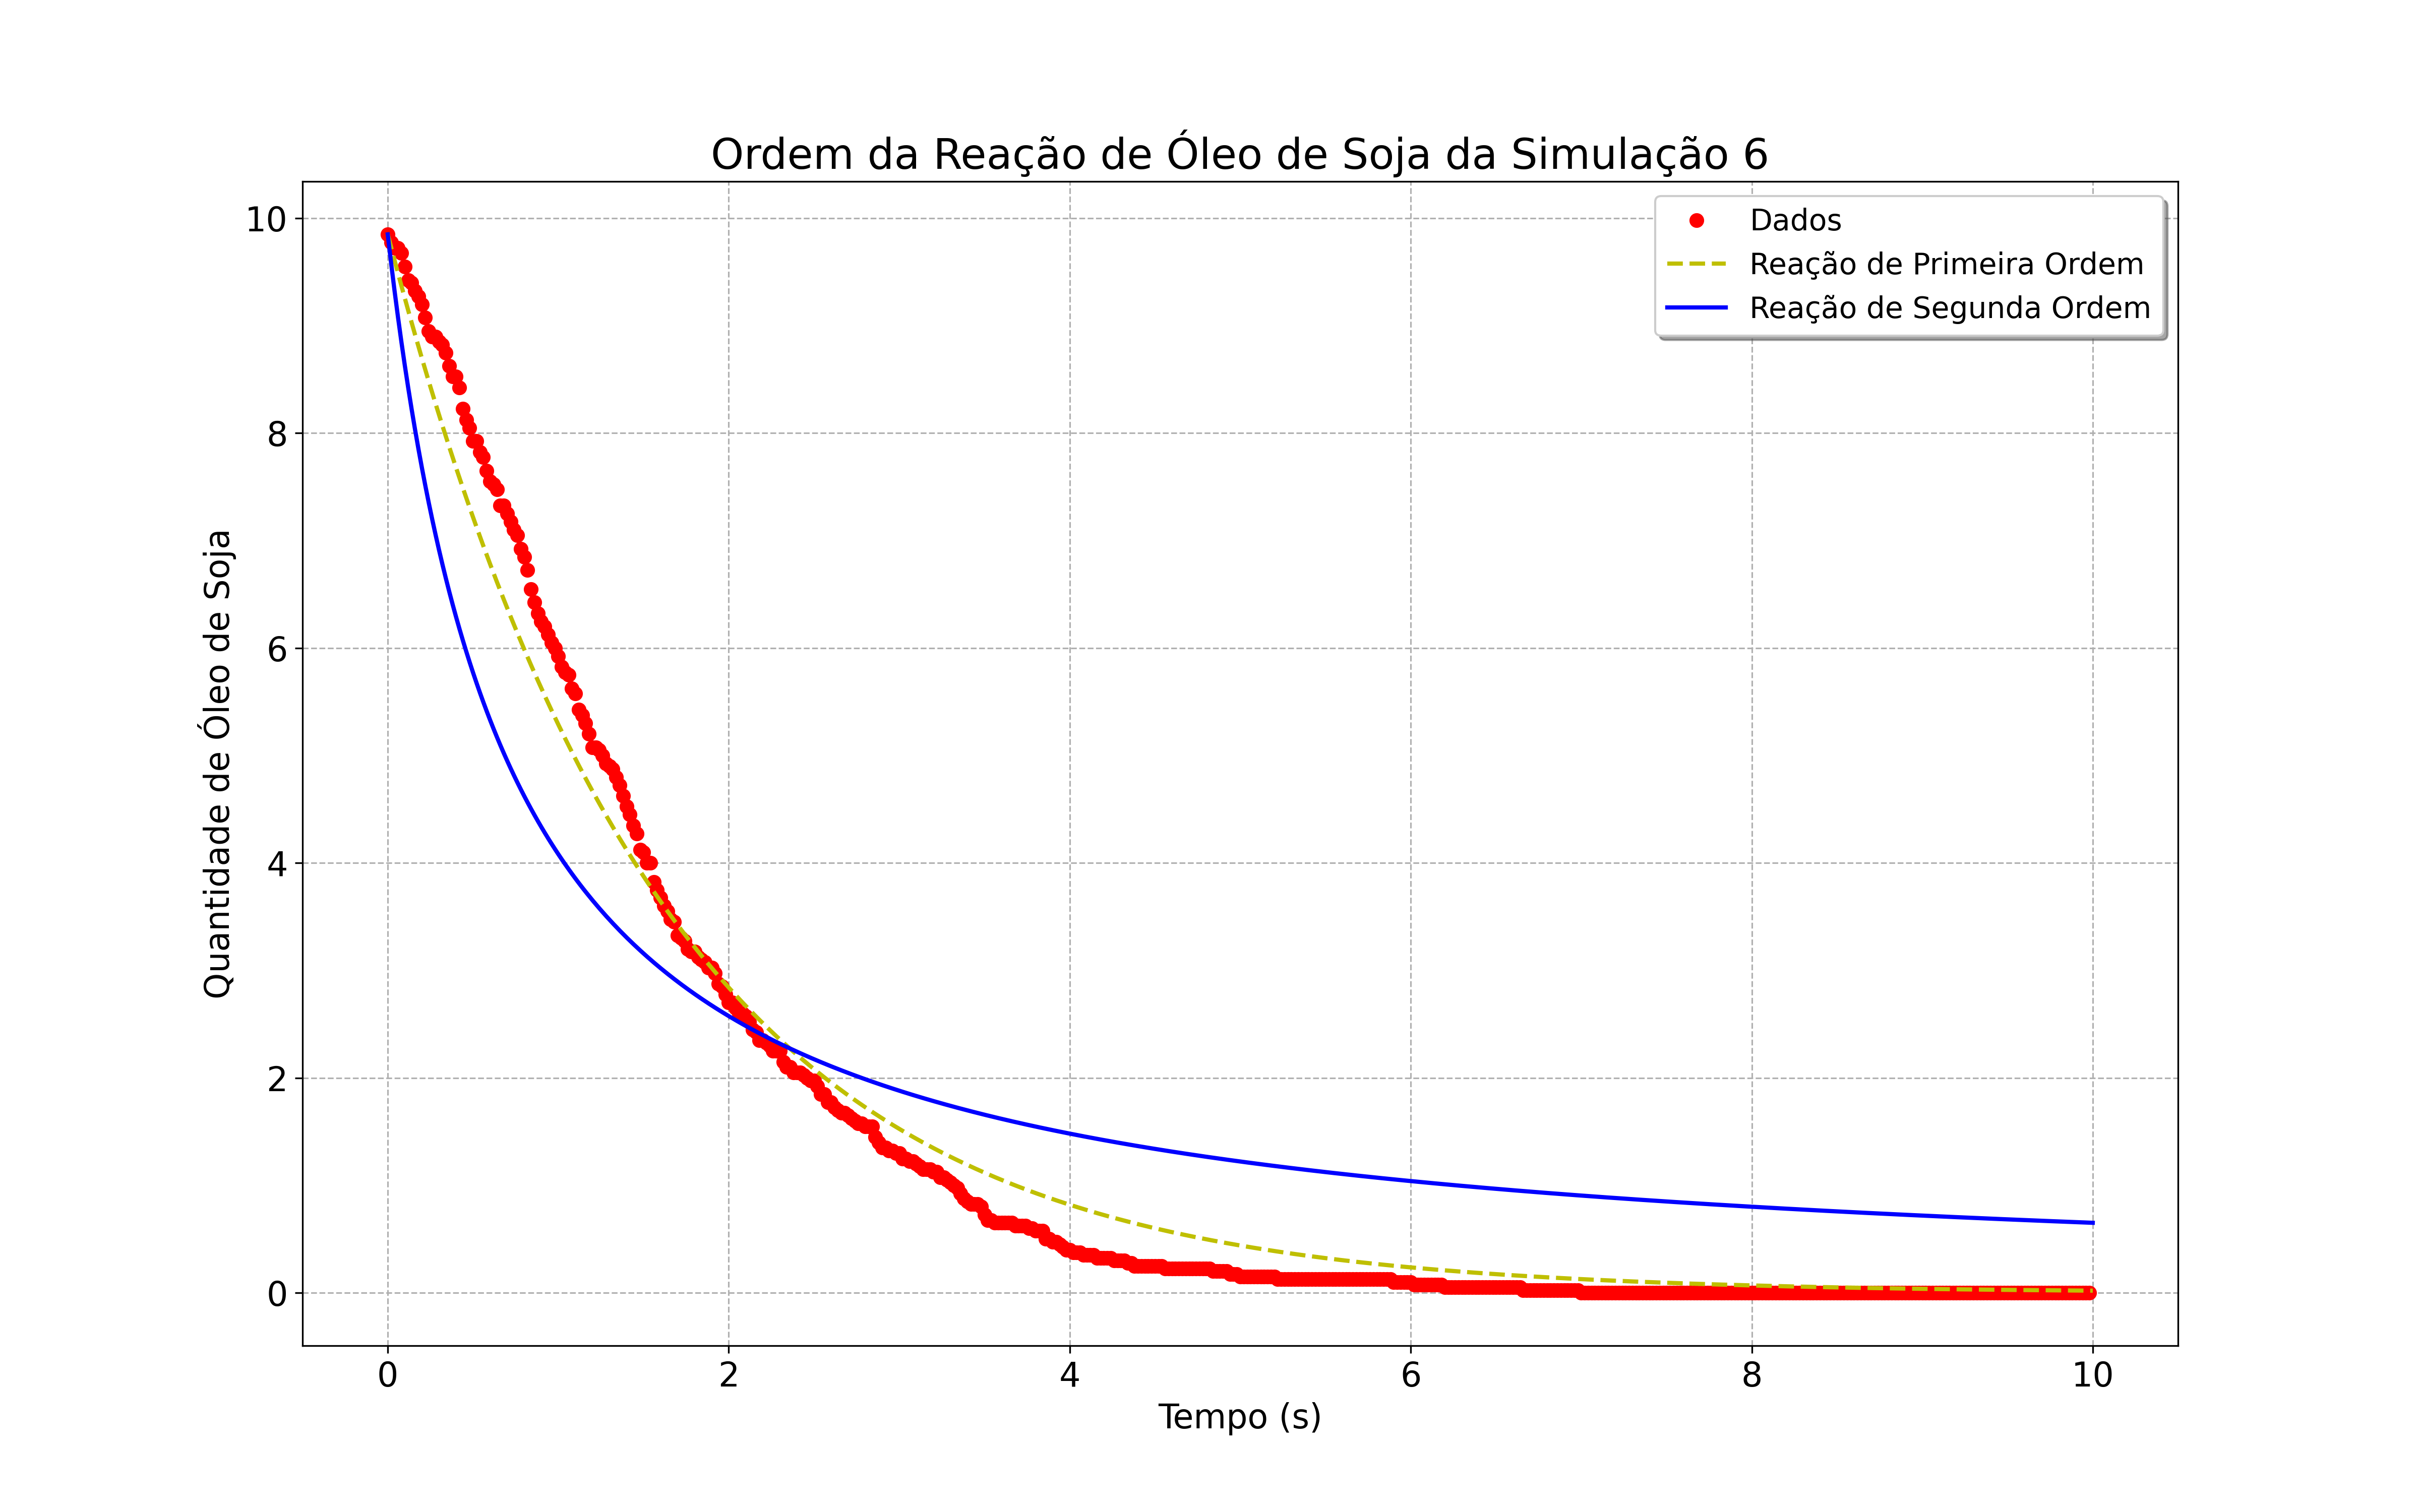 Ordem da Reação de Óleo de Soja da Simulação 6
Dados
Reação de Primeira Ordem
Reação de Segunda Ordem
Quantidade de Óleo de Soja
10
8
6
4
2
0
0 2 4 6 8 10
Tempo (s)